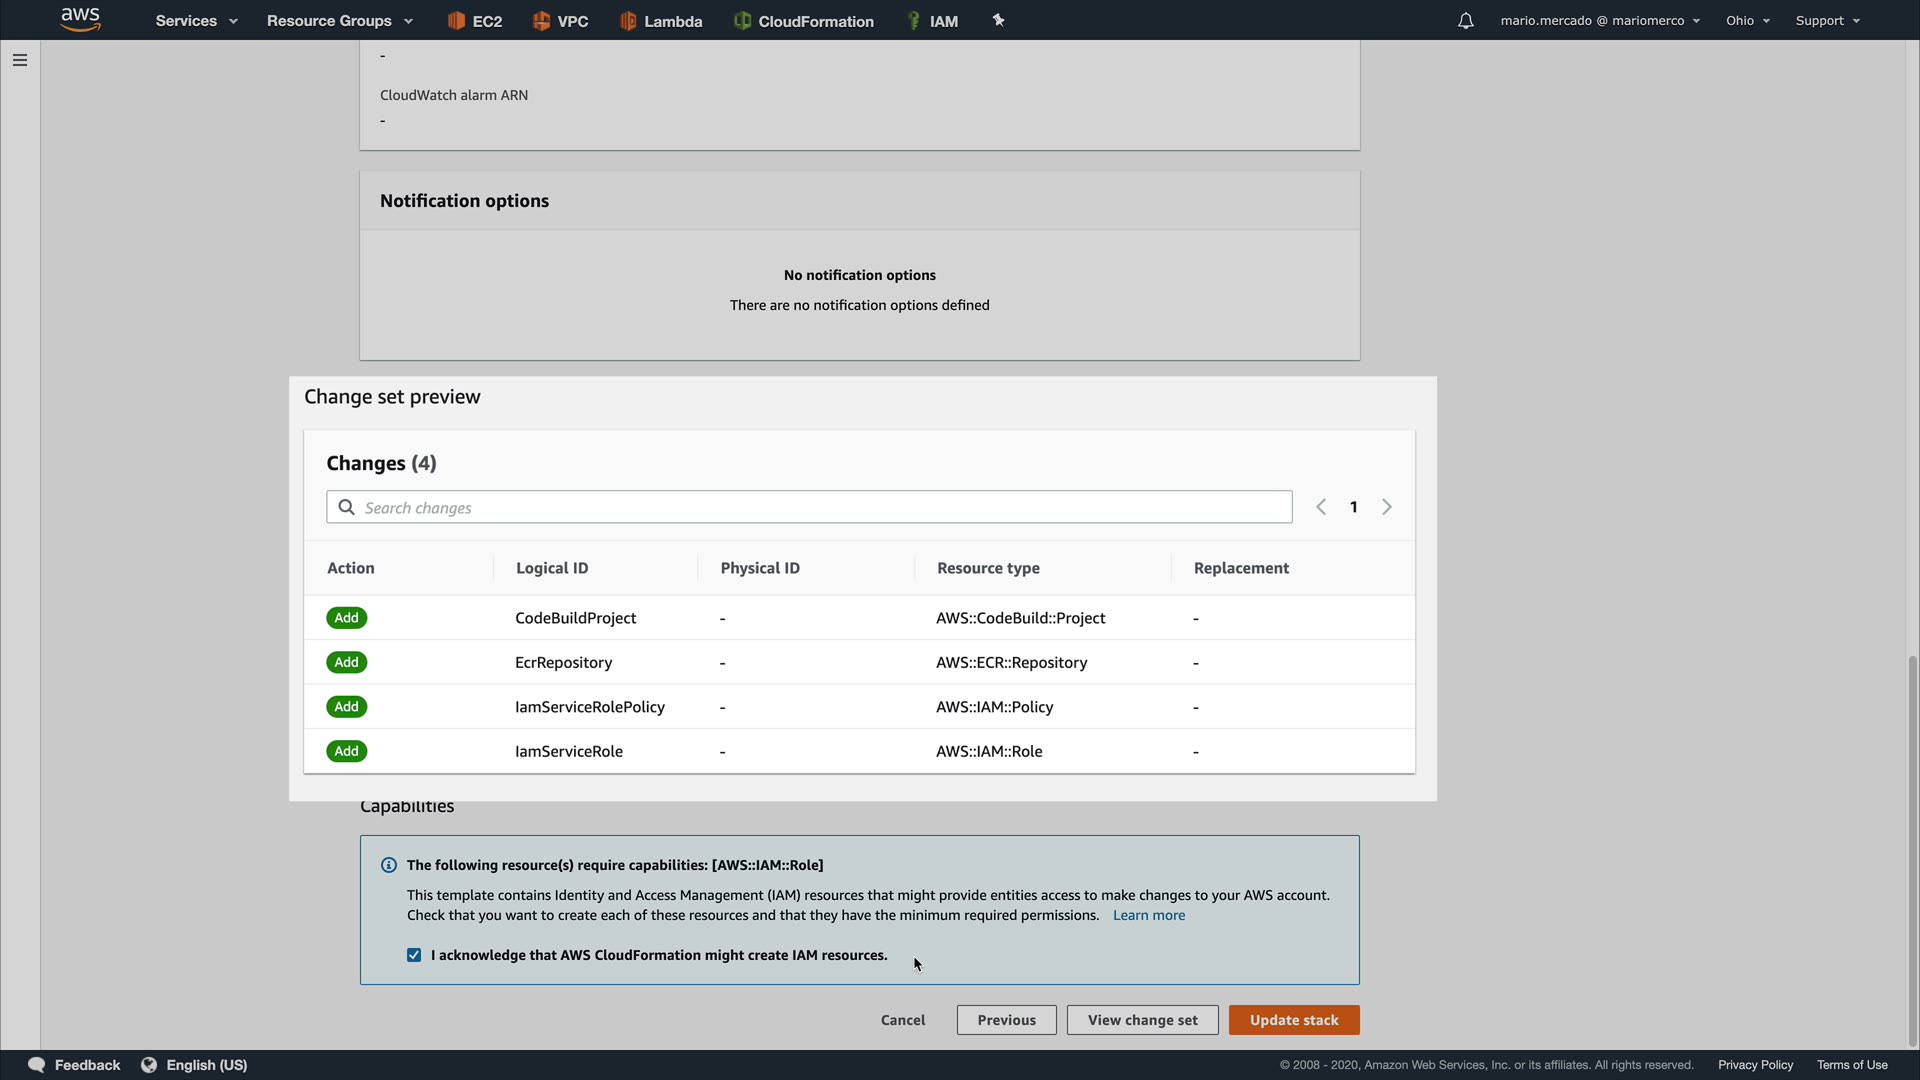 aws Services Resource Groups EC2 VPC Lambda CloudFormation IAM mario.mercado @ mariomerco Ohio Support
-
CloudWatch alarm ARN
-
Notification options
No notification options
There are no notification options defined
Change set preview
Changes (4)
Search changes 1
Action Logical ID Physical ID Resource type Replacement
Add CodeBuildProject - AWS::CodeBuild::Project -
Add EcrRepository - AWS::ECR::Repository -
Add IamServiceRolePolicy - AWS::IAM::Policy -
Add IamServiceRole - AWS::IAM::Role -
Capabilities
The following resource(s) require capabilities: [AWS::IAM::Role]
This template contains Identity and Access Management (IAM) resources that might provide entities access to make changes to your AWS account.
Check that you want to create each of these resources and that they have the minimum required permissions. Learn more
I acknowledge that AWS CloudFormation might create IAM resources.
Cancel Previous View change set Update stack
Feedback English (US) © 2008 - 2020, Amazon Web Services, Inc. or its affiliates. All rights reserved. Privacy Policy Terms of Use